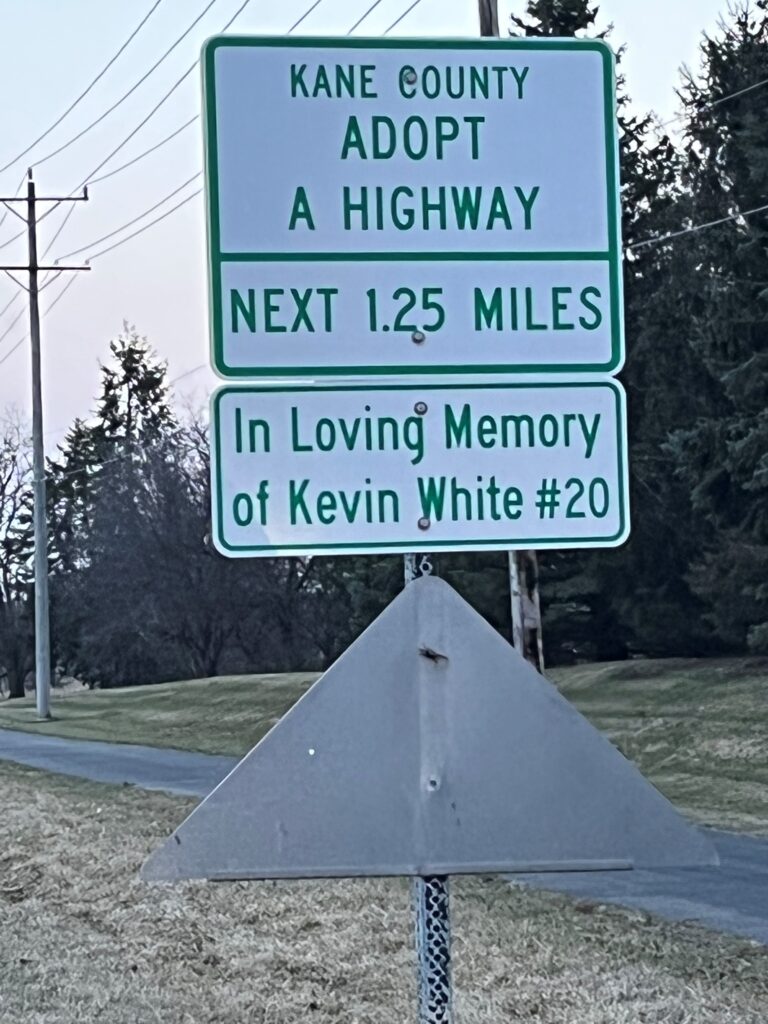 KANE COUNTY
ADOPT
A HIGHWAY
NEXT 1.25 MILES
In Loving Memory
of Kevin White #20